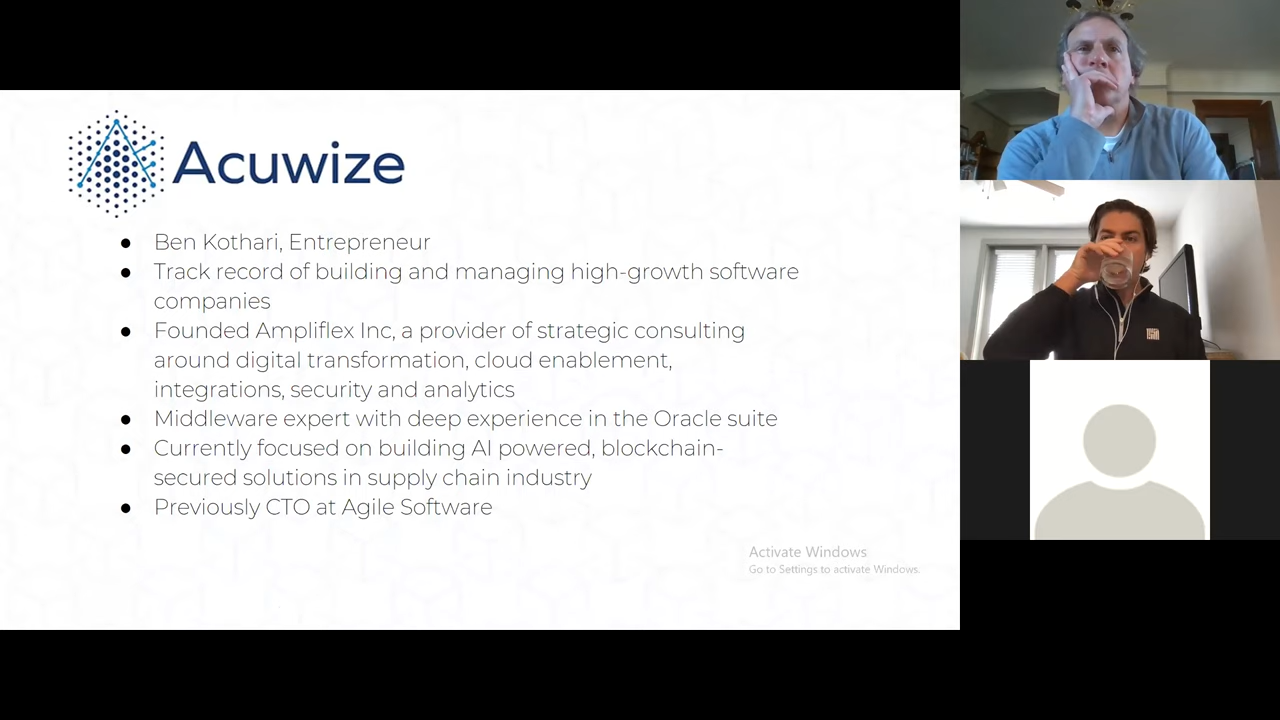 Acuwize
● Ben Kothari, Entrepreneur
● Track record of building and managing high-growth software
companies
● Founded Ampliflex Inc, a provider of strategic consulting
around digital transformation, cloud enablement,
integrations, security and analytics
● Middleware expert with deep experience in the Oracle suite
● Currently focused on building AI powered, blockchain-
secured solutions in supply chain industry
● Previously CTO at Agile Software
Activate Windows
Go to Settings to activate Windows.